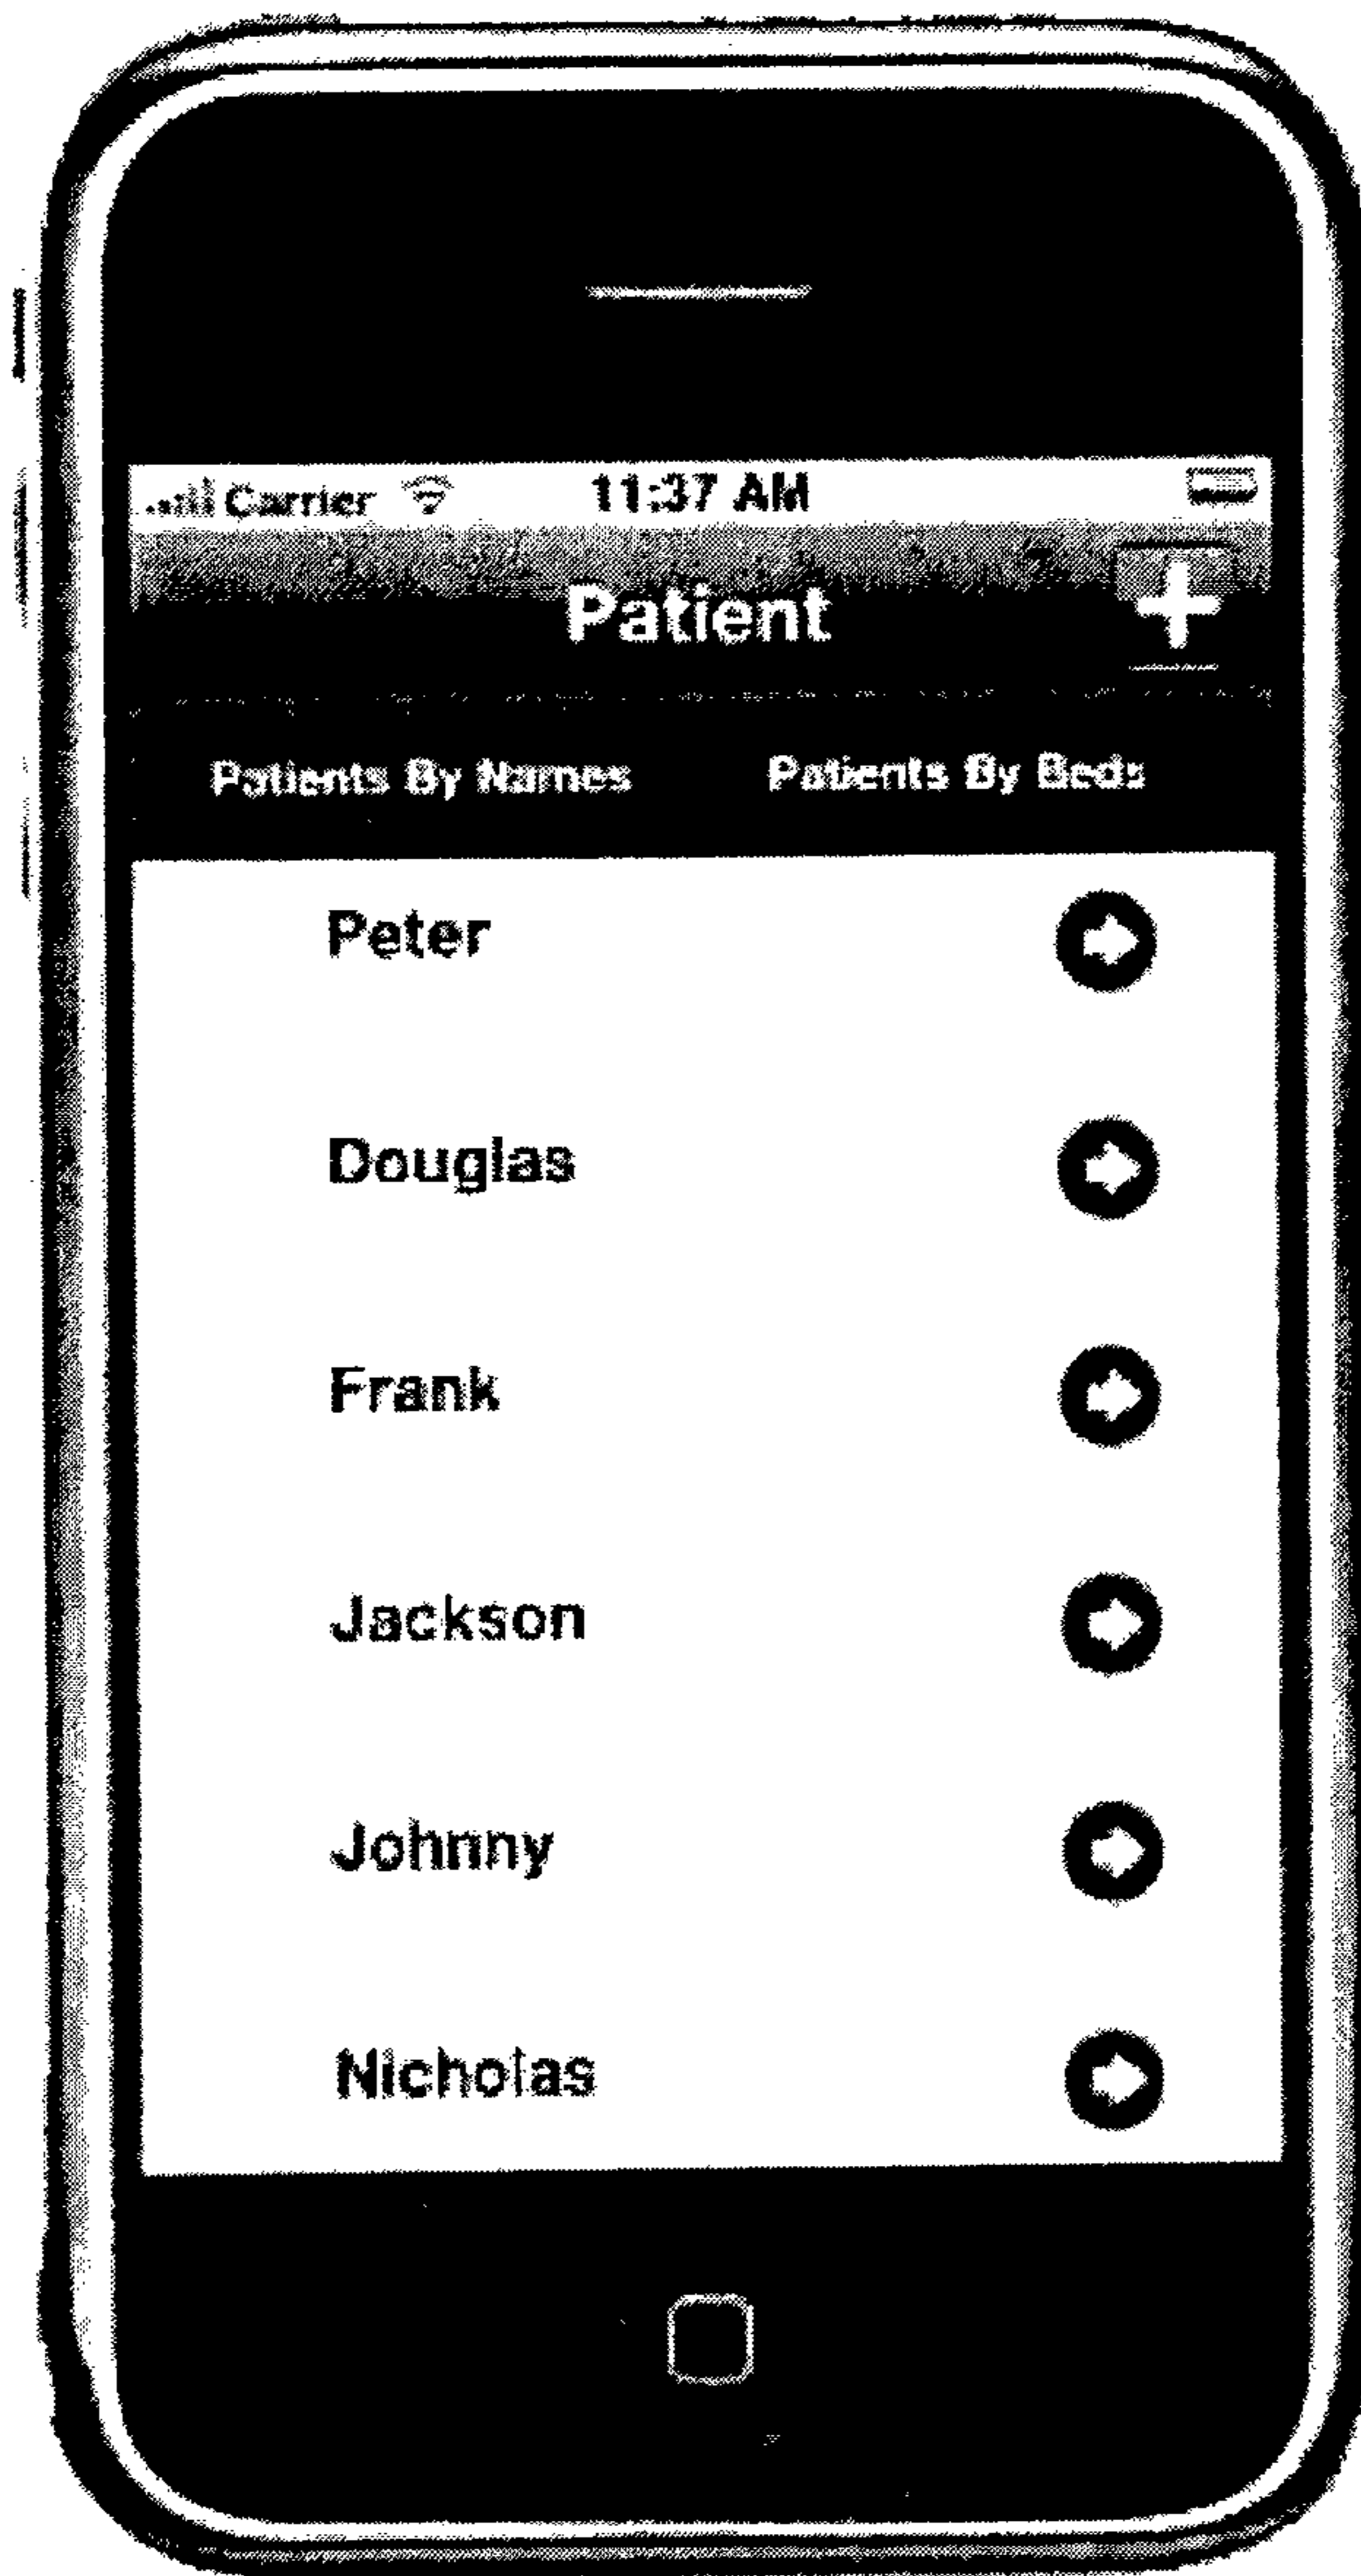 Carrier 11:37 AM
Patient +
Patients By Names Patients By Beds
Peter
Douglas
Frank
Jackson
Johnny
Nicholas